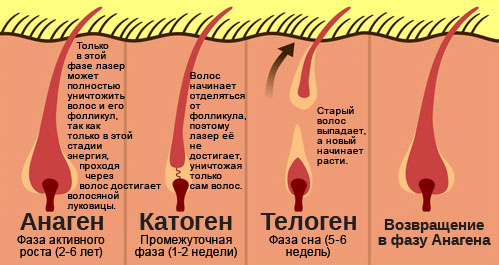 Только
в этой
фазе лазер
может
полностью
уничтожить
волос и его
фолликул,
так как
только в этой
стадии
энергия,
проходя
через
волос достигает
волосяной
луковицы.
Анаген
Фаза активного
роста (2-6 лет)
Волос
начинает
отделяться
от
фолликула,
поэтому
лазер её
не
достигает,
уничтожая
только
сам волос.
Катоген
Промежуточная
фаза (1-2 недели)
Старый
волос
выпадает,
а новый
начинает
расти.
Телоген
Фаза сна (5-6
недель)
Возвращение
в фазу Анагена